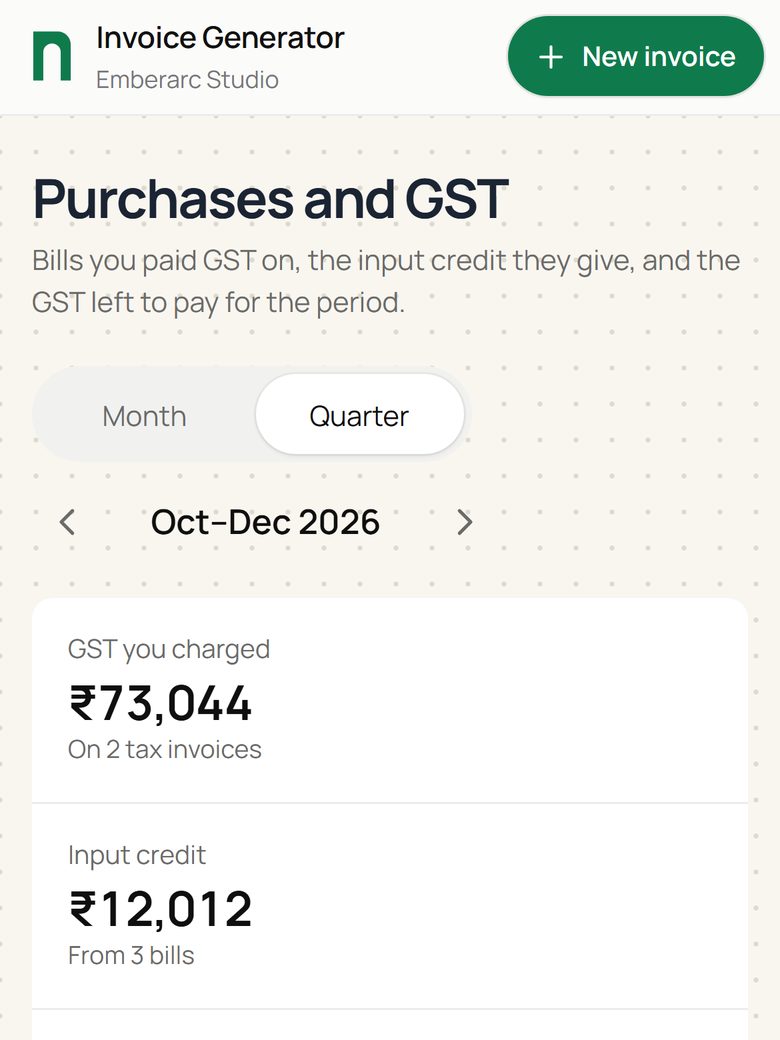 Invoice Generator
Emberarc Studio
+ New invoice
Purchases and GST
Bills you paid GST on, the input credit they give, and the
GST left to pay for the period.
Month
Quarter
Oct–Dec 2026
GST you charged
₹73,044
On 2 tax invoices
Input credit
₹12,012
From 3 bills